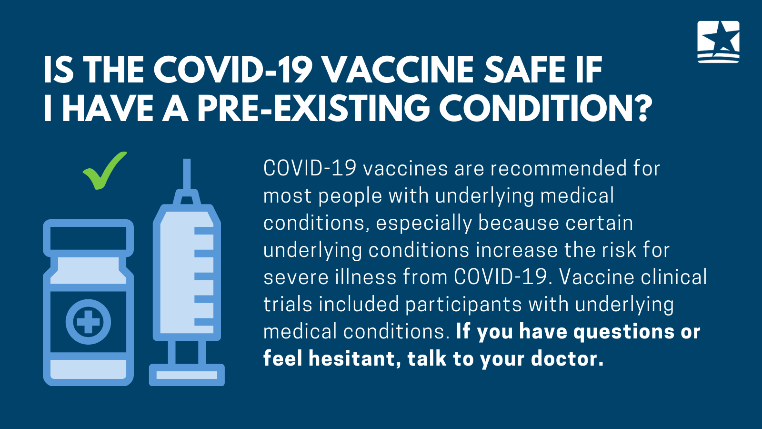 IS THE COVID-19 VACCINE SAFE IF
I HAVE A PRE-EXISTING CONDITION?
COVID-19 vaccines are recommended for
most people with underlying medical
conditions, especially because certain
underlying conditions increase the risk for
severe illness from COVID-19. Vaccine clinical
trials included participants with underlying
medical conditions. If you have questions or
feel hesitant, talk to your doctor.